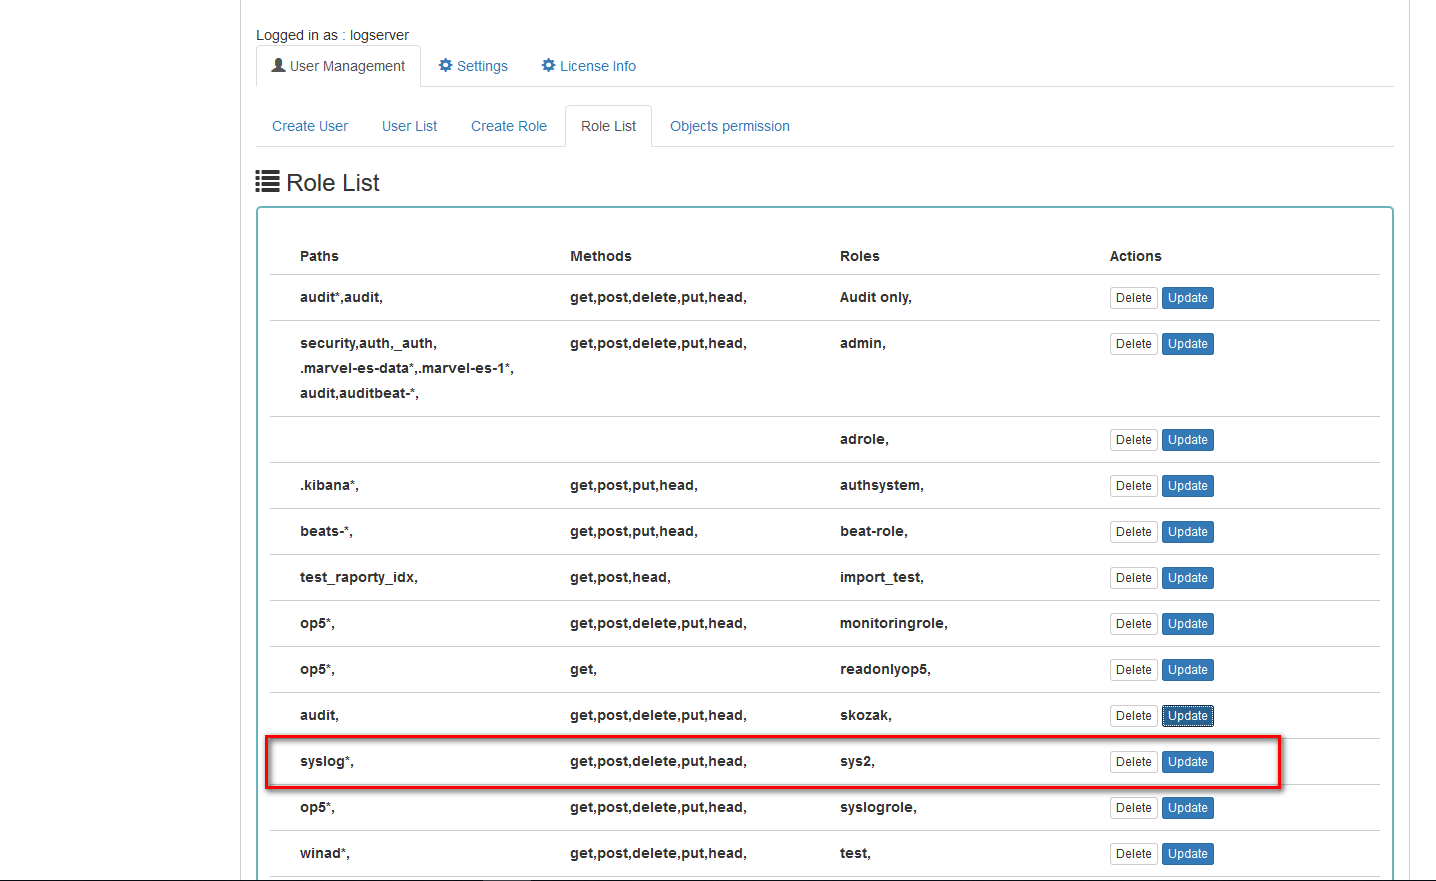 Logged in as : logserver
User Management Settings License Info
Create User User List Create Role Role List Objects permission
Role List
Paths Methods Roles Actions
audit*,audit, get,post,delete,put,head, Audit only, Delete Update
security,auth,_auth, get,post,delete,put,head, admin, Delete Update
.marvel-es-data*,.marvel-es-1*,
audit,auditbeat-*,
adrole, Delete Update
.kibana*, get,post,put,head, authsystem, Delete Update
beats-*, get,post,put,head, beat-role, Delete Update
test_raporty_idx, get,post,head, import_test, Delete Update
op5*, get,post,delete,put,head, monitoringrole, Delete Update
op5*, get, readonlyop5, Delete Update
audit, get,post,delete,put,head, skozak, Delete Update
syslog*, get,post,delete,put,head, sys2, Delete Update
op5*, get,post,delete,put,head, syslogrole, Delete Update
winad*, get,post,delete,put,head, test, Delete Update